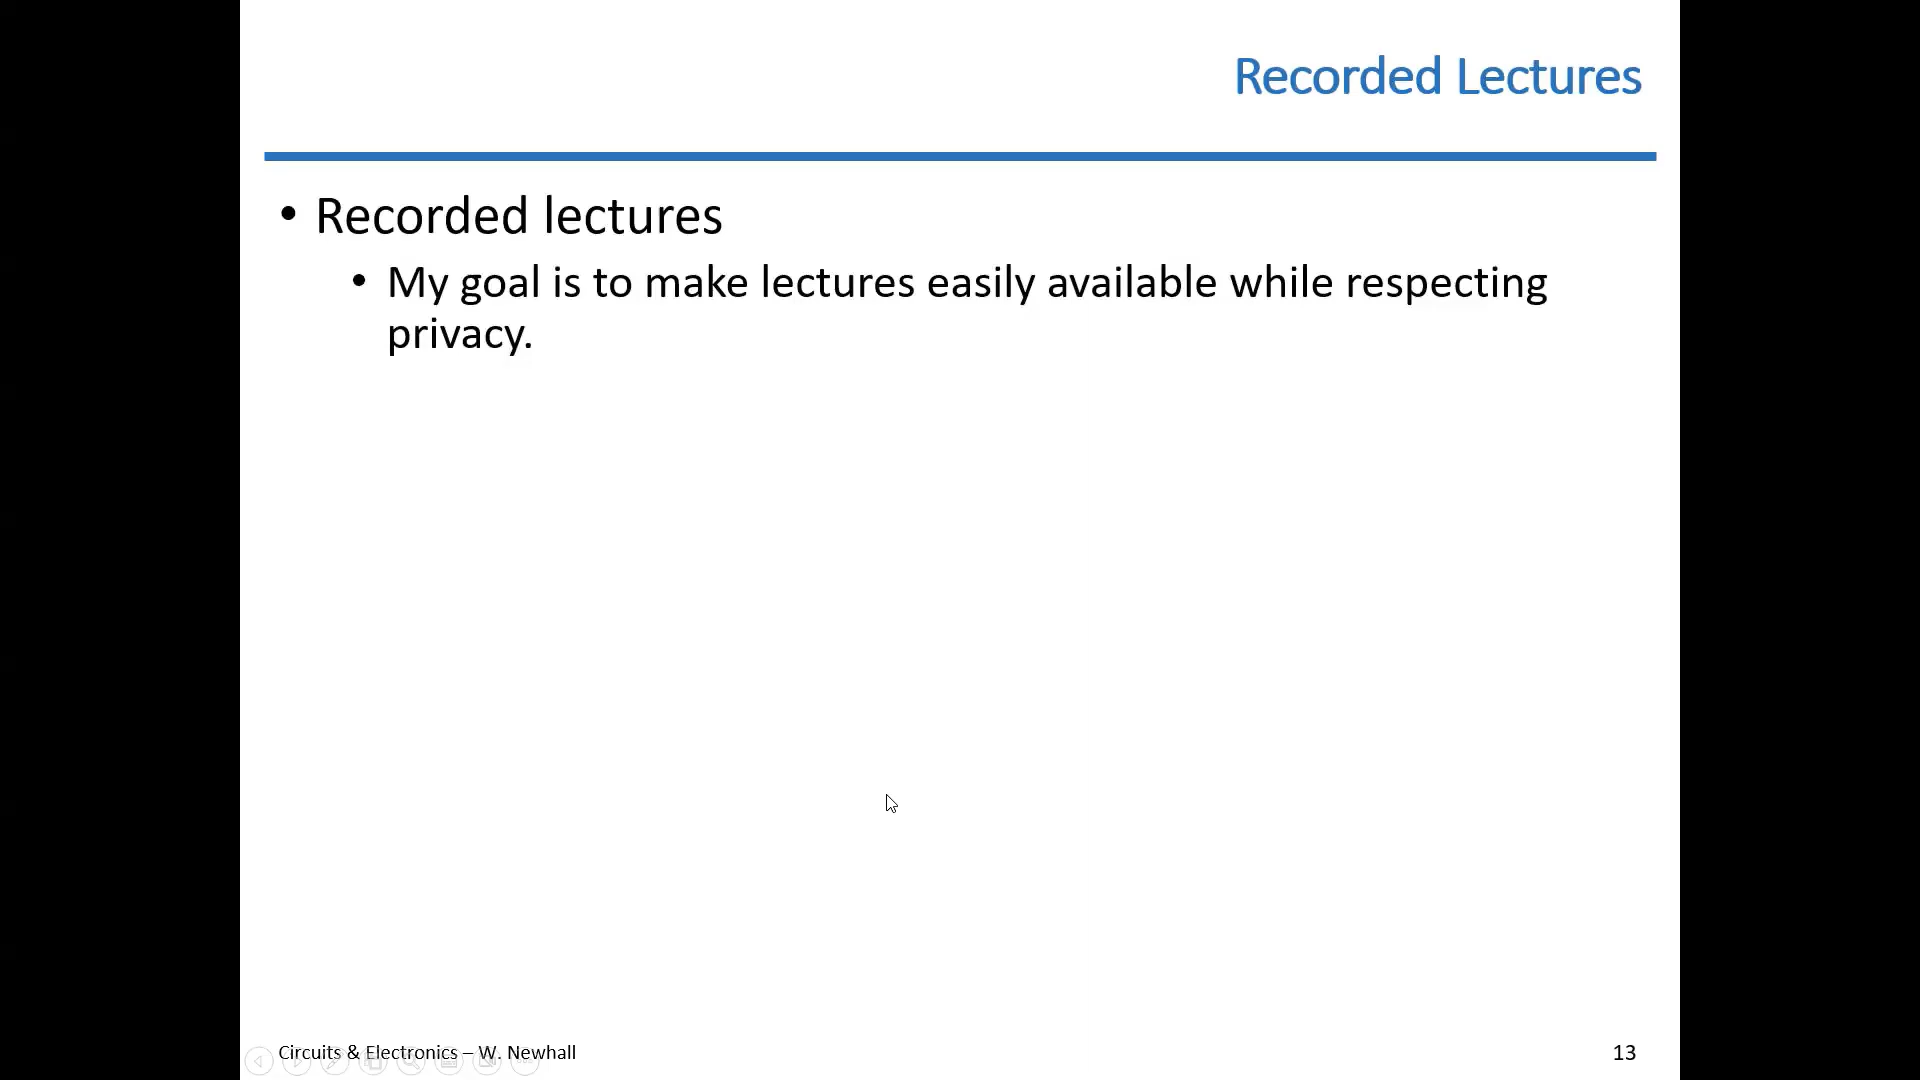 Recorded Lectures
• Recorded lectures
• My goal is to make lectures easily available while respecting
privacy.
Circuits & Electronics – W. Newhall
13